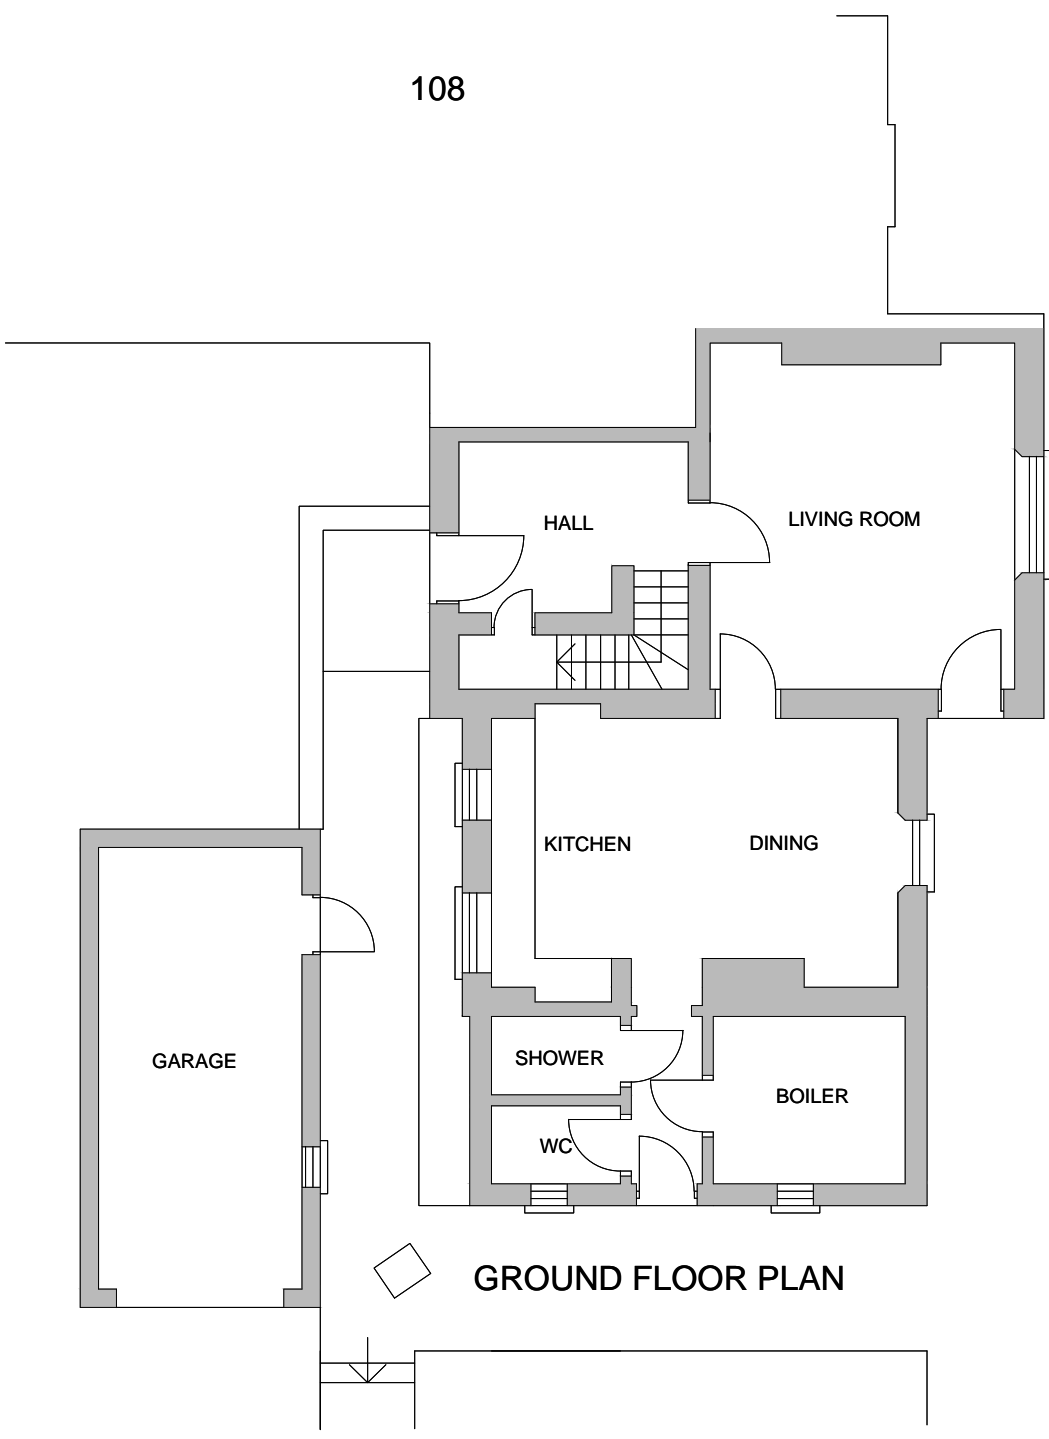 108
HALL
LIVING ROOM
KITCHEN
DINING
GARAGE
SHOWER
BOILER
WC
GROUND FLOOR PLAN